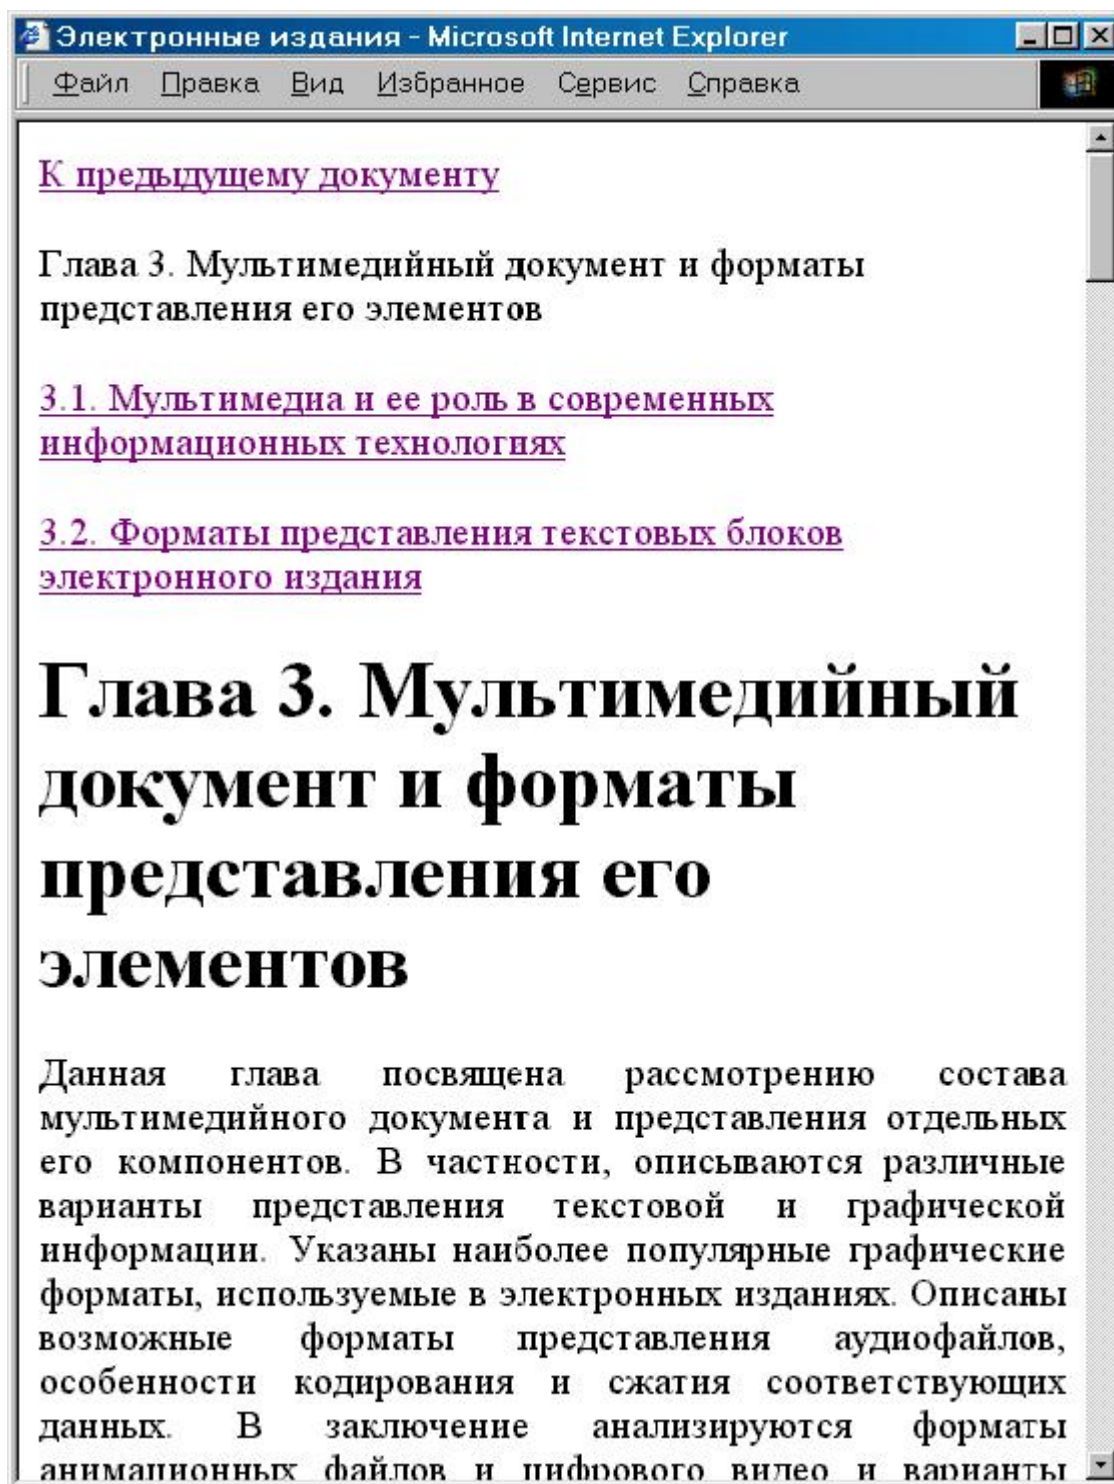 Электронные издания - Microsoft Internet Explorer
Файл Правка Вид Избранное Сервис Справка
К предыдущему документу
Глава 3. Мультимедийный документ и форматы
представления его элементов
3.1. Мультимедиа и ее роль в современных
информационных технологиях
3.2. Форматы представления текстовых блоков
электронного издания
Глава 3. Мультимедийный
документ и форматы
представления его
элементов
Данная глава посвящена рассмотрению состава
мультимедийного документа и представления отдельных
его компонентов. В частности, описываются различные
варианты представления текстовой и графической
информации. Указаны наиболее популярные графические
форматы, используемые в электронных изданиях. Описаны
возможные форматы представления аудиофайлов,
особенности кодирования и сжатия соответствующих
данных. В заключение анализируются форматы
анимационных файлов и цифрового видео и варианты